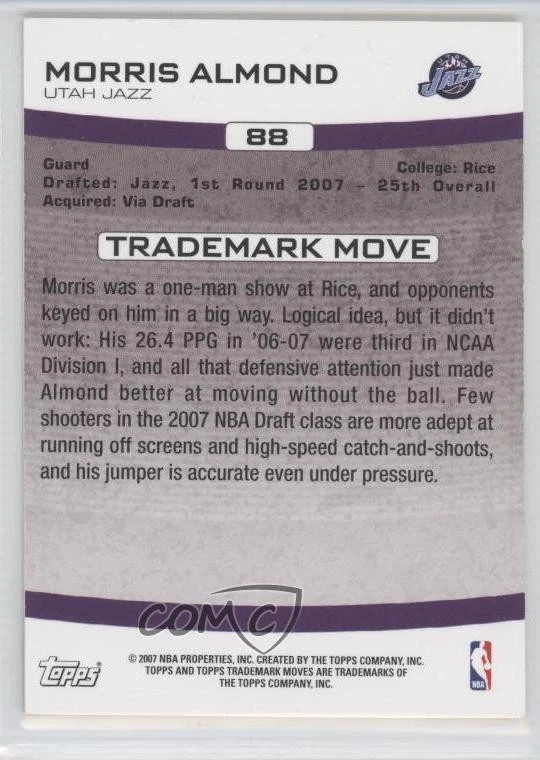 MORRIS ALMOND
UTAH JAZZ
JAZZ
88
Guard College: Rice
Drafted: Jazz, 1st Round 2007 – 25th Overall
Acquired: Via Draft
TRADEMARK MOVE
Morris was a one-man show at Rice, and opponents
keyed on him in a big way. Logical idea, but it didn't
work: His 26.4 PPG in '06-07 were third in NCAA
Division I, and all that defensive attention just made
Almond better at moving without the ball. Few
shooters in the 2007 NBA Draft class are more adept at
running off screens and high-speed catch-and-shoots,
and his jumper is accurate even under pressure.
COMC
Topps
© 2007 NBA PROPERTIES, INC. CREATED BY THE TOPPS COMPANY, INC.
TOPPS AND TOPPS TRADEMARK MOVES ARE TRADEMARKS OF
THE TOPPS COMPANY, INC.
NBA